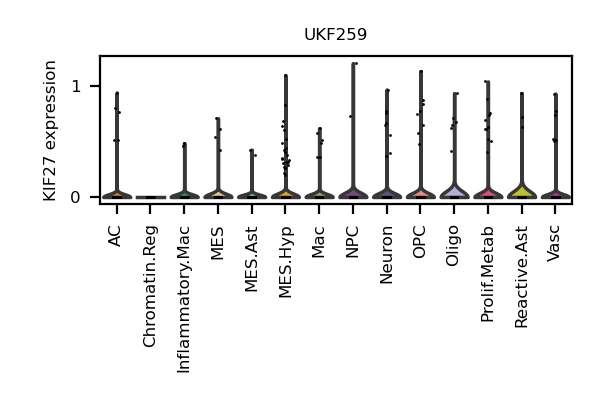 UKF259
KIF27 expression
1
0
AC
Chromatin.Reg
Inflammatory.Mac
MES
MES.Ast
MES.Hyp
Mac
NPC
Neuron
OPC
Oligo
Prolif.Metab
Reactive.Ast
Vasc